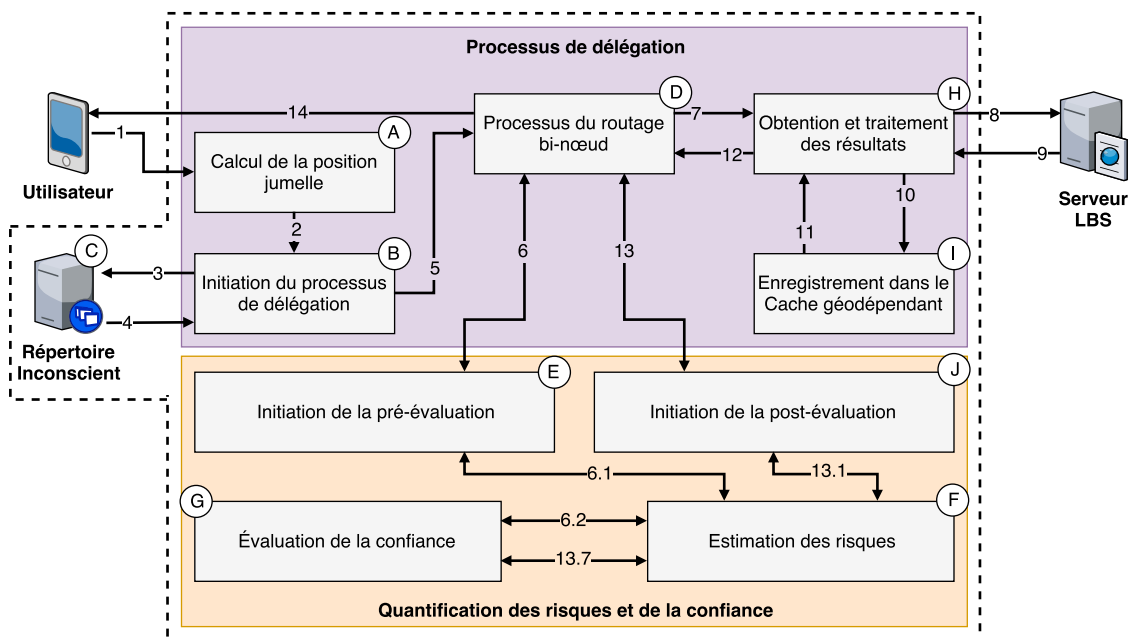 Processus de délégation
Utilisateur
1
14
A
Calcul de la position
jumelle
2
D
Processus du routage
bi-nœud
7
12
H
Obtention et traitement
des résultats
8
9
Serveur
LBS
C
Répertoire
Inconscient
3
4
B
Initiation du processus
de délégation
5
6
13
10
11
I
Enregistrement dans le
Cache géodépendant
E
Initiation de la pré-évaluation
J
Initiation de la post-évaluation
6.1
13.1
G
Évaluation de la confiance
6.2
13.7
F
Estimation des risques
Quantification des risques et de la confiance